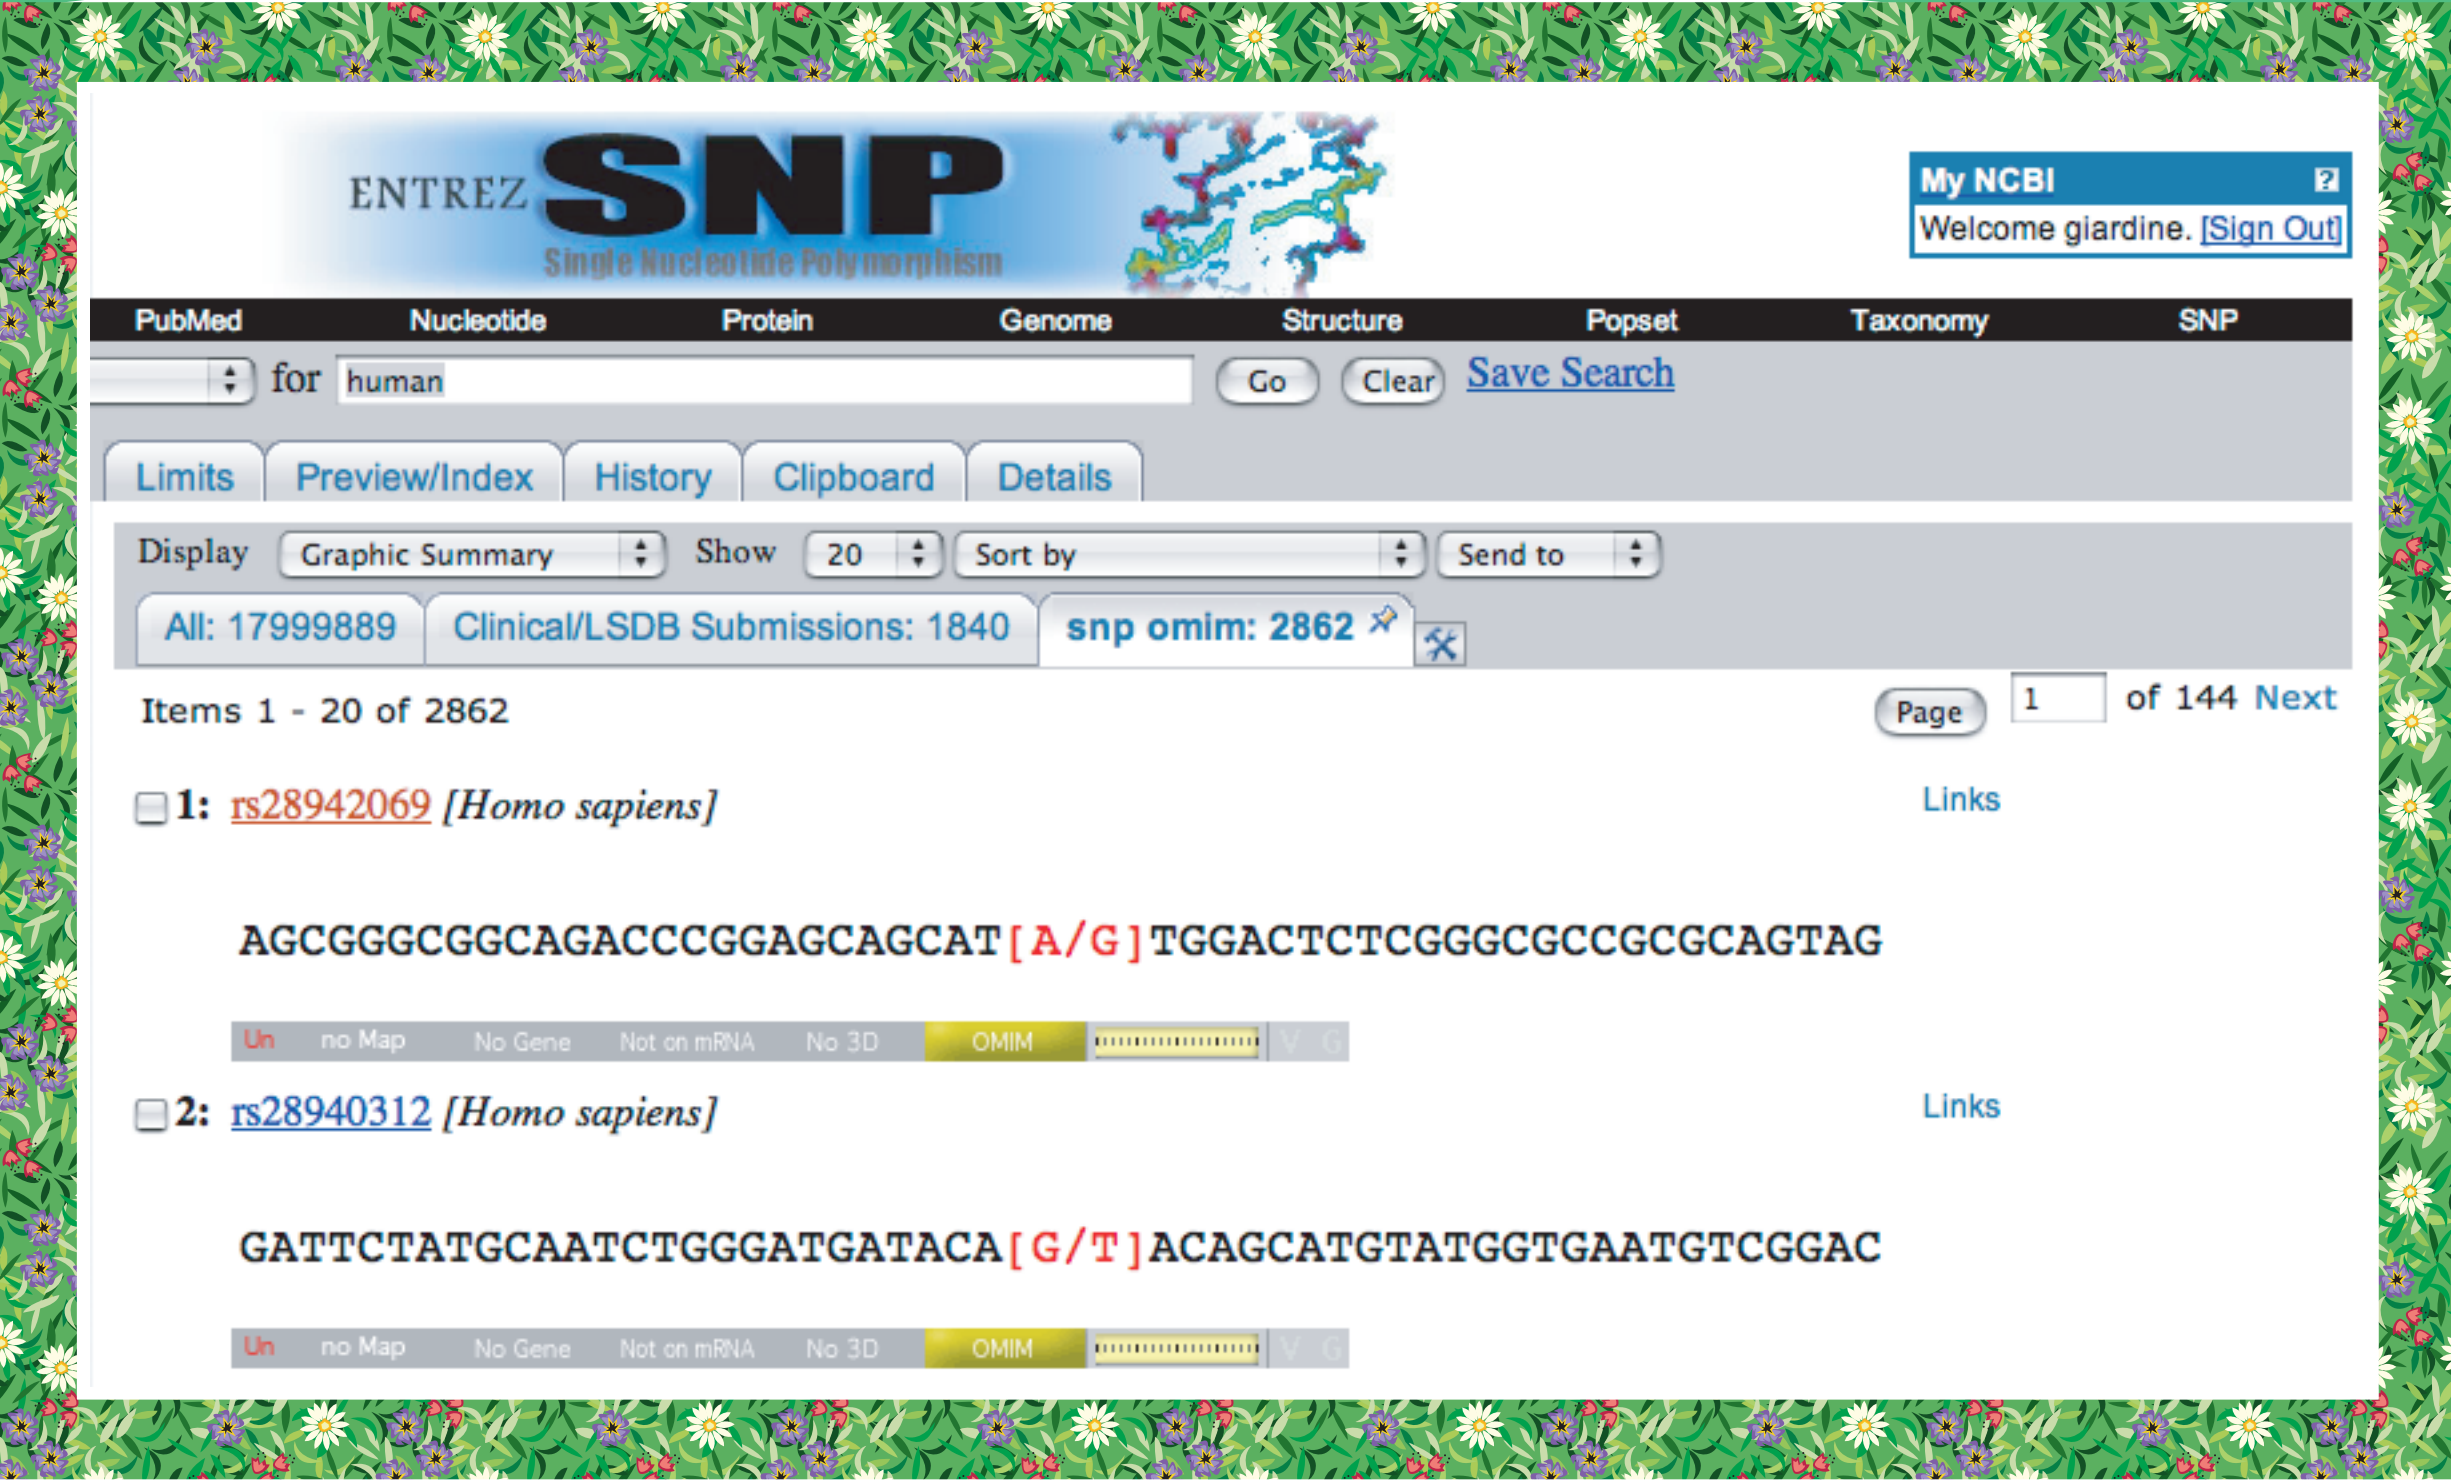 ENTREZ SNP
Single Nucleotide Polymorphism
My NCBI ?
Welcome giardine. [Sign Out]
PubMed Nucleotide Protein Genome Structure Popset Taxonomy SNP
for human Go Clear Save Search
Limits Preview/Index History Clipboard Details
Display Graphic Summary Show 20 Sort by Send to
All: 17999889 Clinical/LSDB Submissions: 1840 snp omim: 2862
Items 1 - 20 of 2862 Page 1 of 144 Next
1: rs28942069 [Homo sapiens] Links
AGCGGGCGGCAGACCCGGAGCAGCAT[A/G]TGGACTCTCGGGCGCCGCGCAGTAG
Un no Map No Gene Not on mRNA No 3D OMIM V G
2: rs28940312 [Homo sapiens] Links
GATTCTATGCAATCTGGGATGATACA[G/T]ACAGCATGTATGGTGAATGTCGGAC
Un no Map No Gene Not on mRNA No 3D OMIM V G